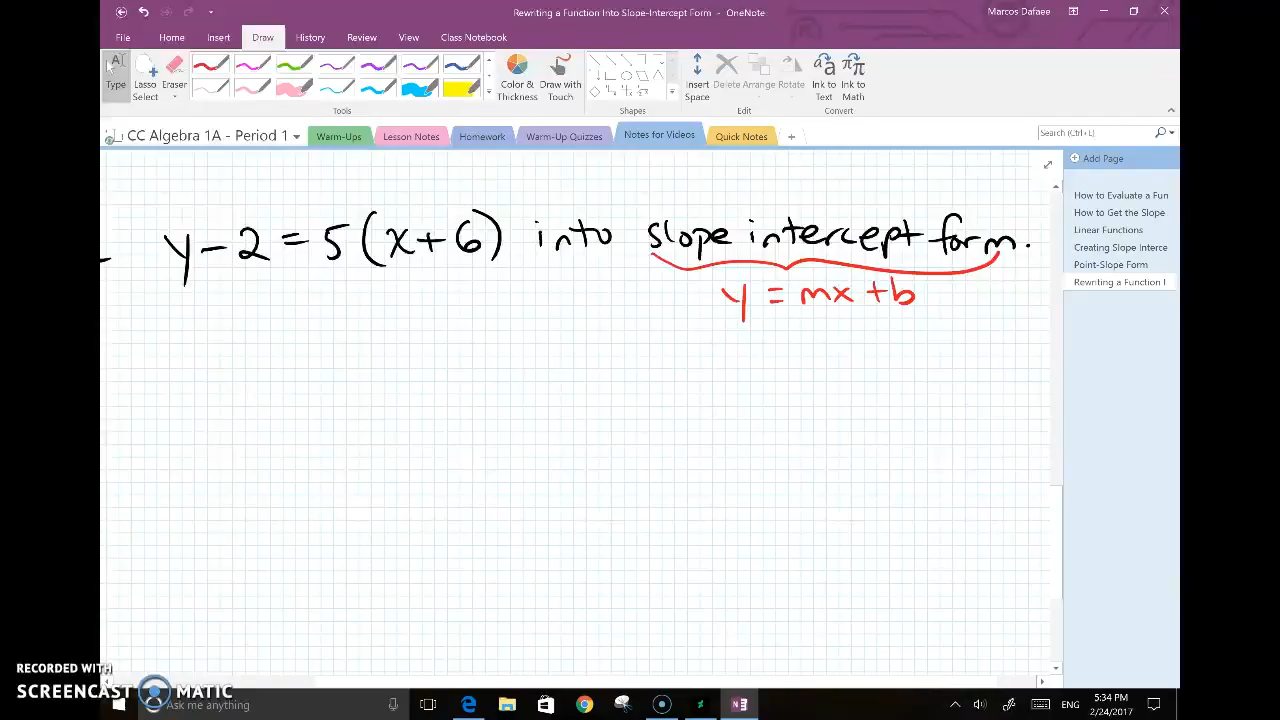 Rewriting a Function Into Slope-Intercept Form - OneNote
Marcos Dafaee
File Home Insert Draw History Review View Class Notebook
Type
Lasso Select
Eraser
Color & Thickness
Draw with Touch
Insert Space
Delete
Arrange
Rotate
Ink to Text
Ink to Math
Tools
Shapes
Edit
Convert
CC Algebra 1A - Period 1
Warm-Ups
Lesson Notes
Homework
Warm-Up Quizzes
Notes for Videos
Quick Notes
Search (Ctrl+L)
Add Page
How to Evaluate a Fun
How to Get the Slope
Linear Functions
Creating Slope Interce
Point-Slope Form
Rewriting a Function I
y-2 = 5(x+6) into slope intercept form.
y = mx+b
RECORDED WITH
SCREENCAST MATIC
Ask me anything
ENG
5:34 PM
2/24/2017